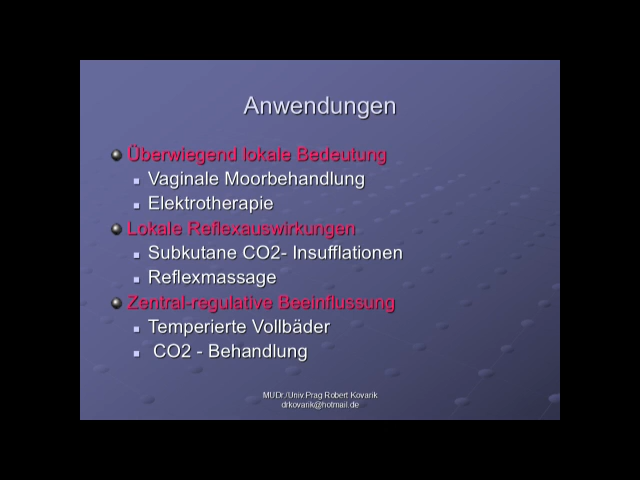 Anwendungen
Überwiegend lokale Bedeutung
Vaginale Moorbehandlung
Elektrotherapie
Lokale Reflexauswirkungen
Subkutane CO2- Insufflationen
Reflexmassage
Zentral-regulative Beeinflussung
Temperierte Vollbäder
CO2 - Behandlung
MUDr./Univ.Prag Robert Kovarik
drkovarik@hotmail.de